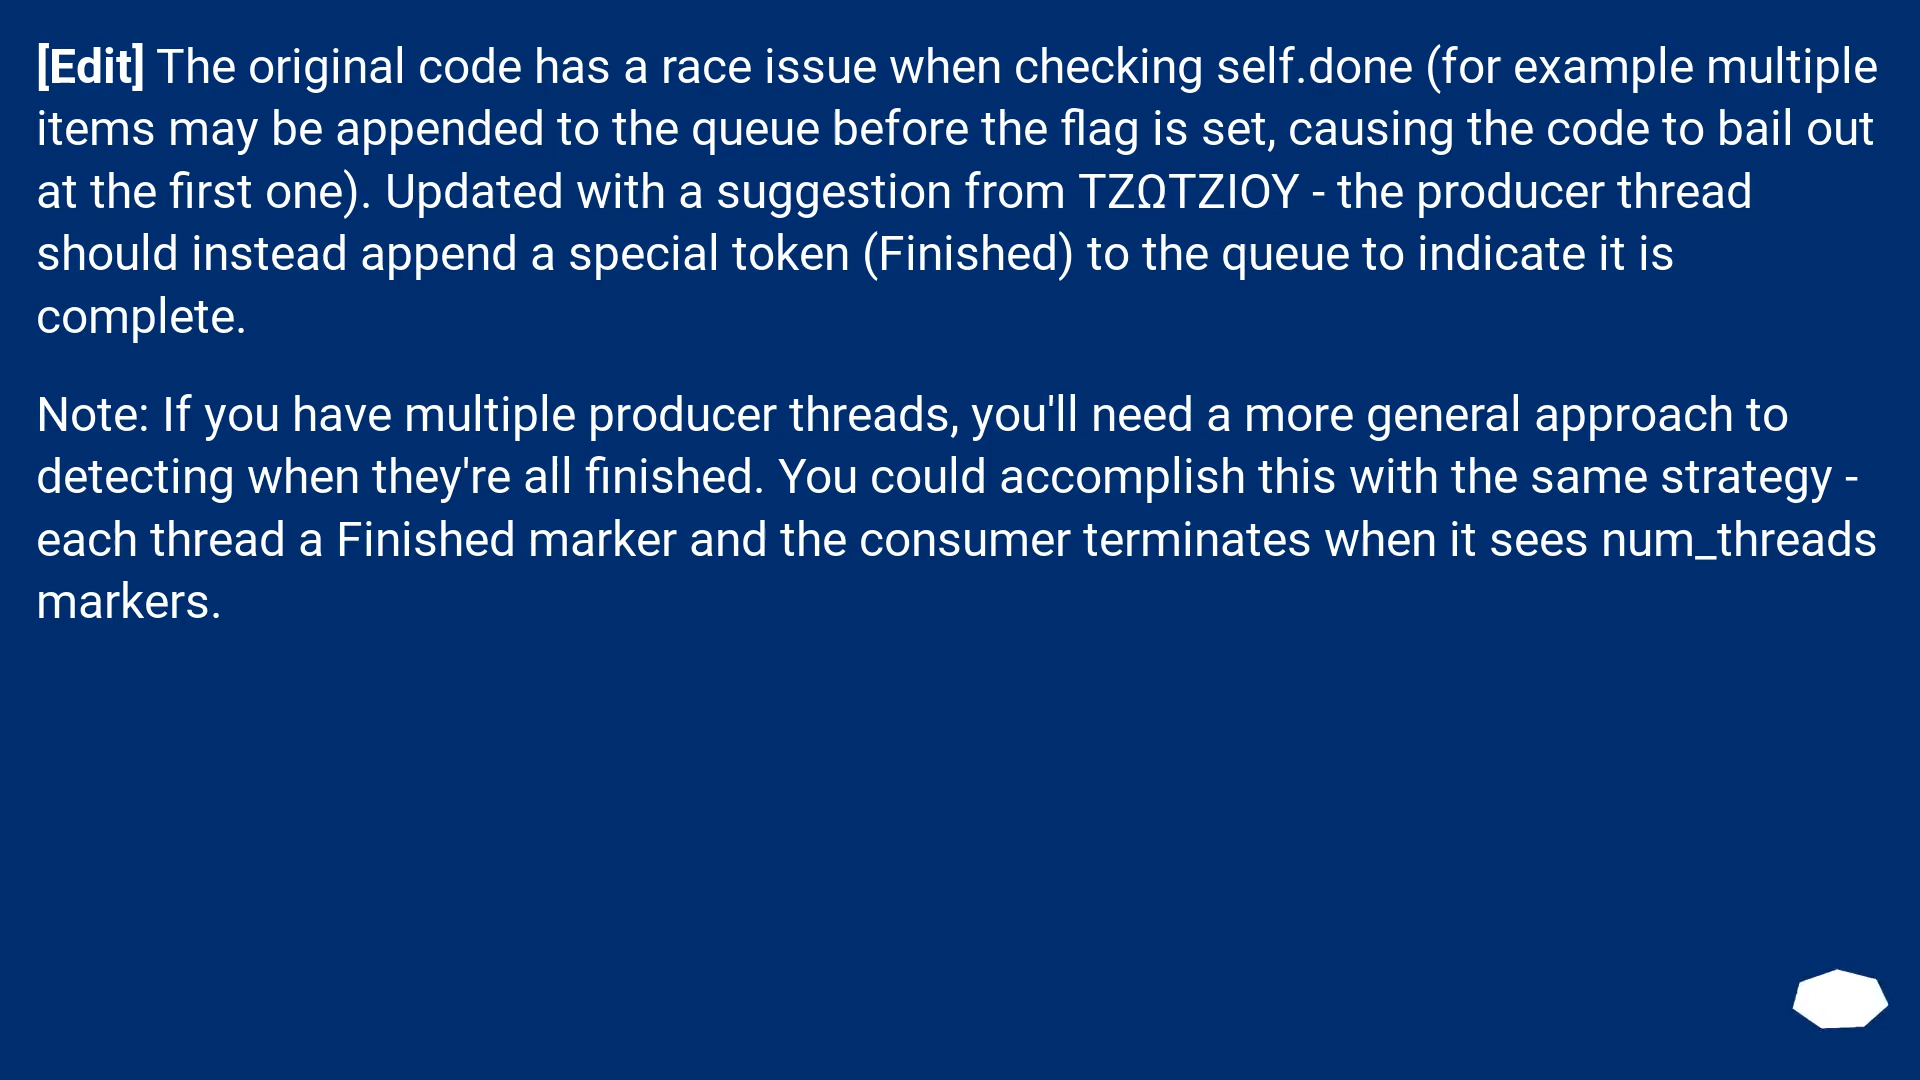 [Edit] The original code has a race issue when checking self.done (for example multiple
items may be appended to the queue before the flag is set, causing the code to bail out
at the first one). Updated with a suggestion from ΤΖΩΤΖΙΟΥ - the producer thread
should instead append a special token (Finished) to the queue to indicate it is
complete.
Note: If you have multiple producer threads, you'll need a more general approach to
detecting when they're all finished. You could accomplish this with the same strategy -
each thread a Finished marker and the consumer terminates when it sees num_threads
markers.